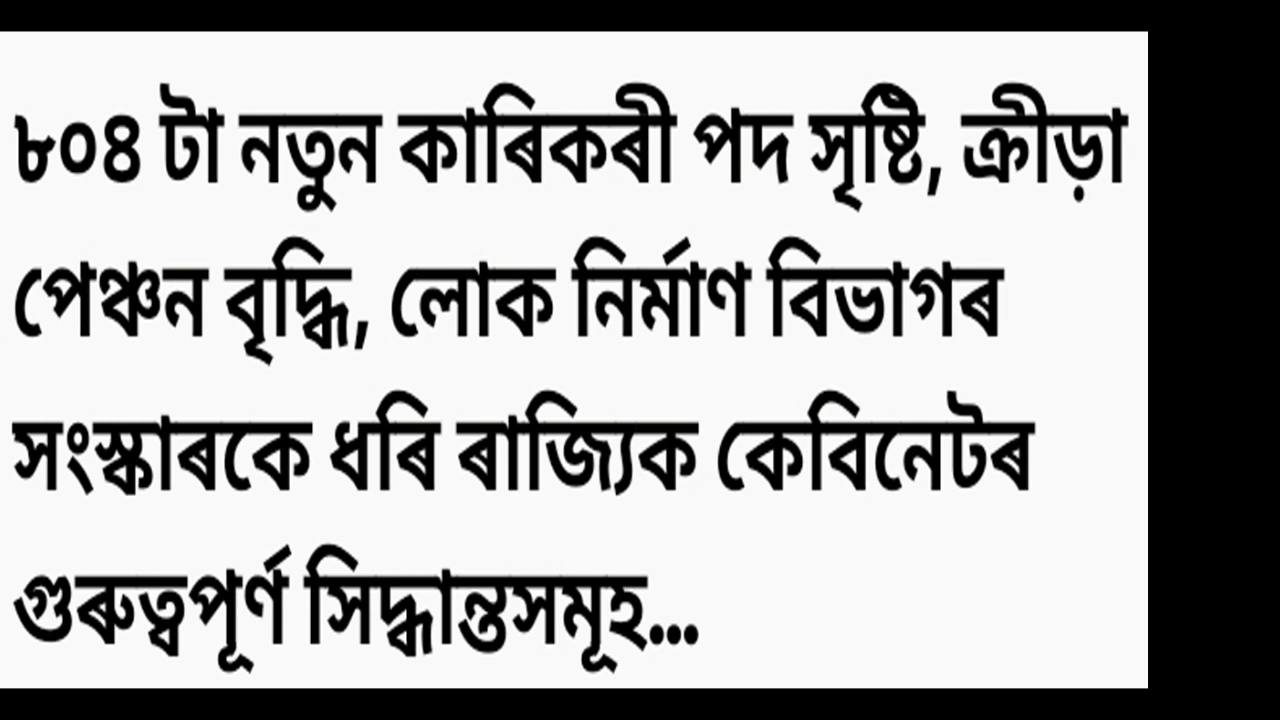 ৮০৪ টা নতুন কাৰিকৰী পদ সৃষ্টি, ক্ৰীড়া
পেঞ্চন বৃদ্ধি, লোক নিৰ্মাণ বিভাগৰ
সংস্কাৰকে ধৰি ৰাজ্যিক কেবিনেটৰ
গুৰুত্বপূৰ্ণ সিদ্ধান্তসমূহ...